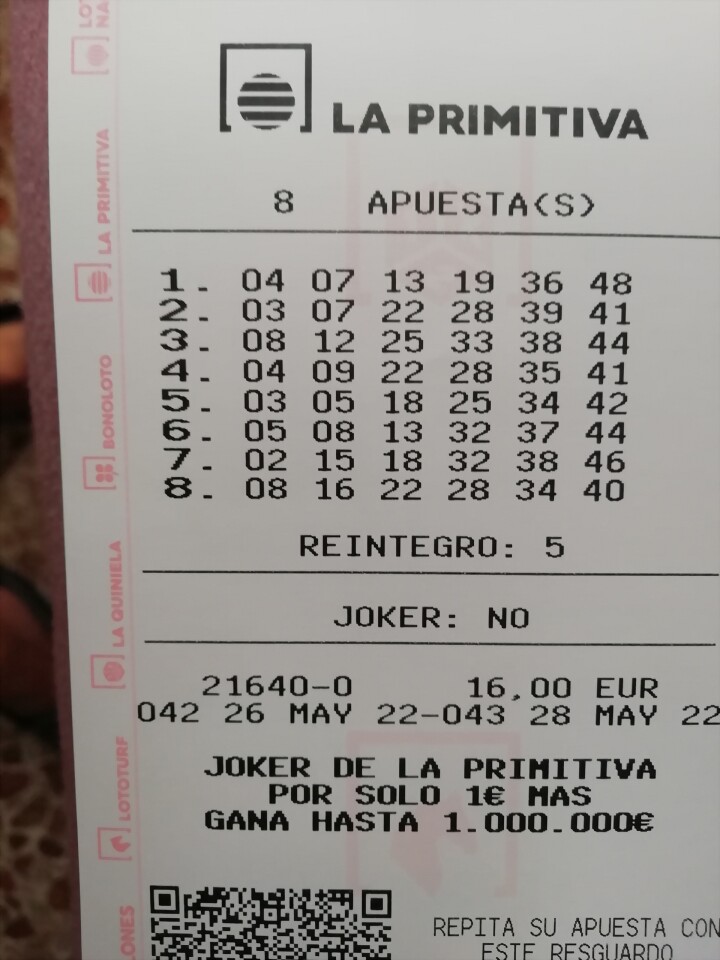 LA PRIMITIVA
8 APUESTA(S)
1. 04 07 13 19 36 48
2. 03 07 22 28 39 41
3. 08 12 25 33 38 44
4. 04 09 22 28 35 41
5. 03 05 18 25 34 42
6. 05 08 13 32 37 44
7. 02 15 18 32 38 46
8. 08 16 22 28 34 40
REINTEGRO: 5
JOKER: NO
21640-0 16,00 EUR
042 26 MAY 22-043 28 MAY 22
JOKER DE LA PRIMITIVA
POR SOLO 1€ MAS
GANA HASTA 1.000.000€
REPITA SU APUESTA CON
ESTE RESGUARDO
LA PRIMITIVA
BONOLOTO
LA QUINIELA
LOTOTURF